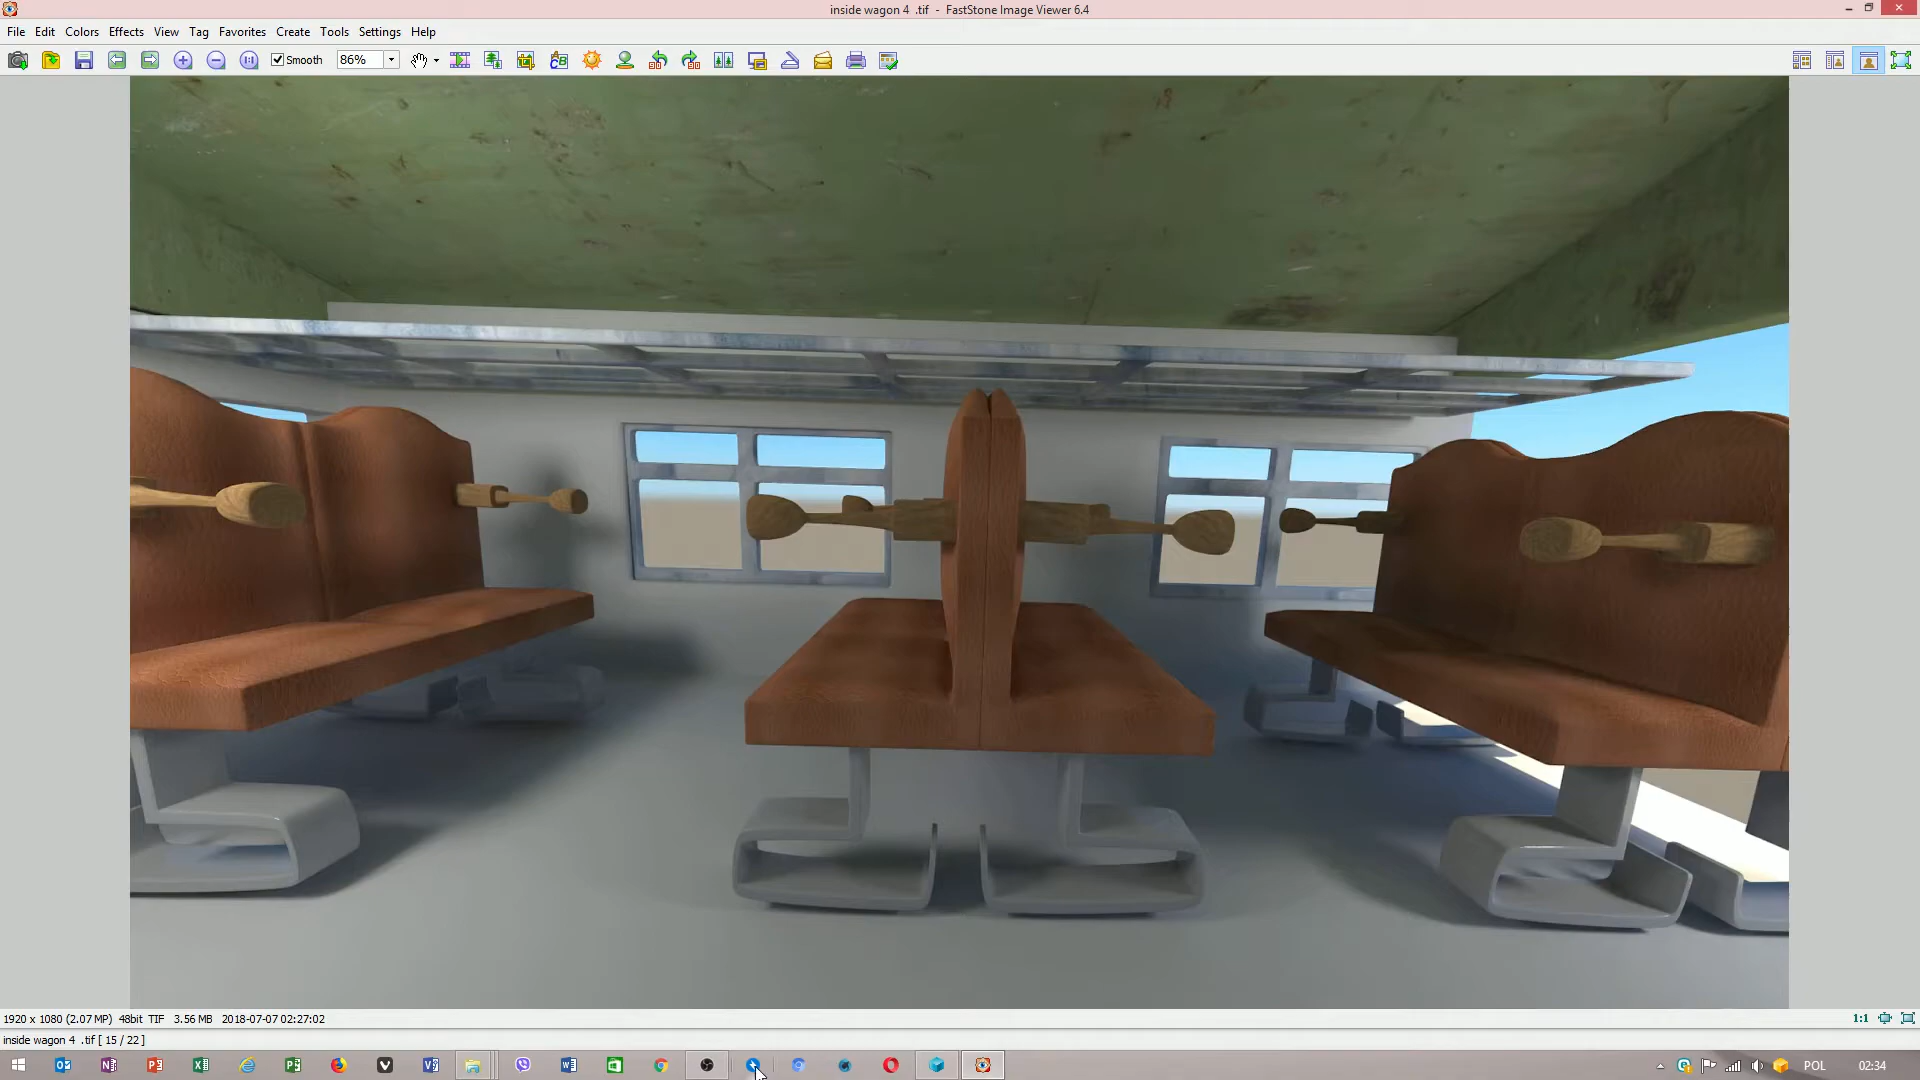 inside wagon 4 .tif - FastStone Image Viewer 6.4
File Edit Colors Effects View Tag Favorites Create Tools Settings Help
Smooth 86%
1920 x 1080 (2.07 MP) 48bit TIF 3.56 MB 2018-07-07 02:27:02
1:1
inside wagon 4 .tif [ 15 / 22 ]
POL 02:34